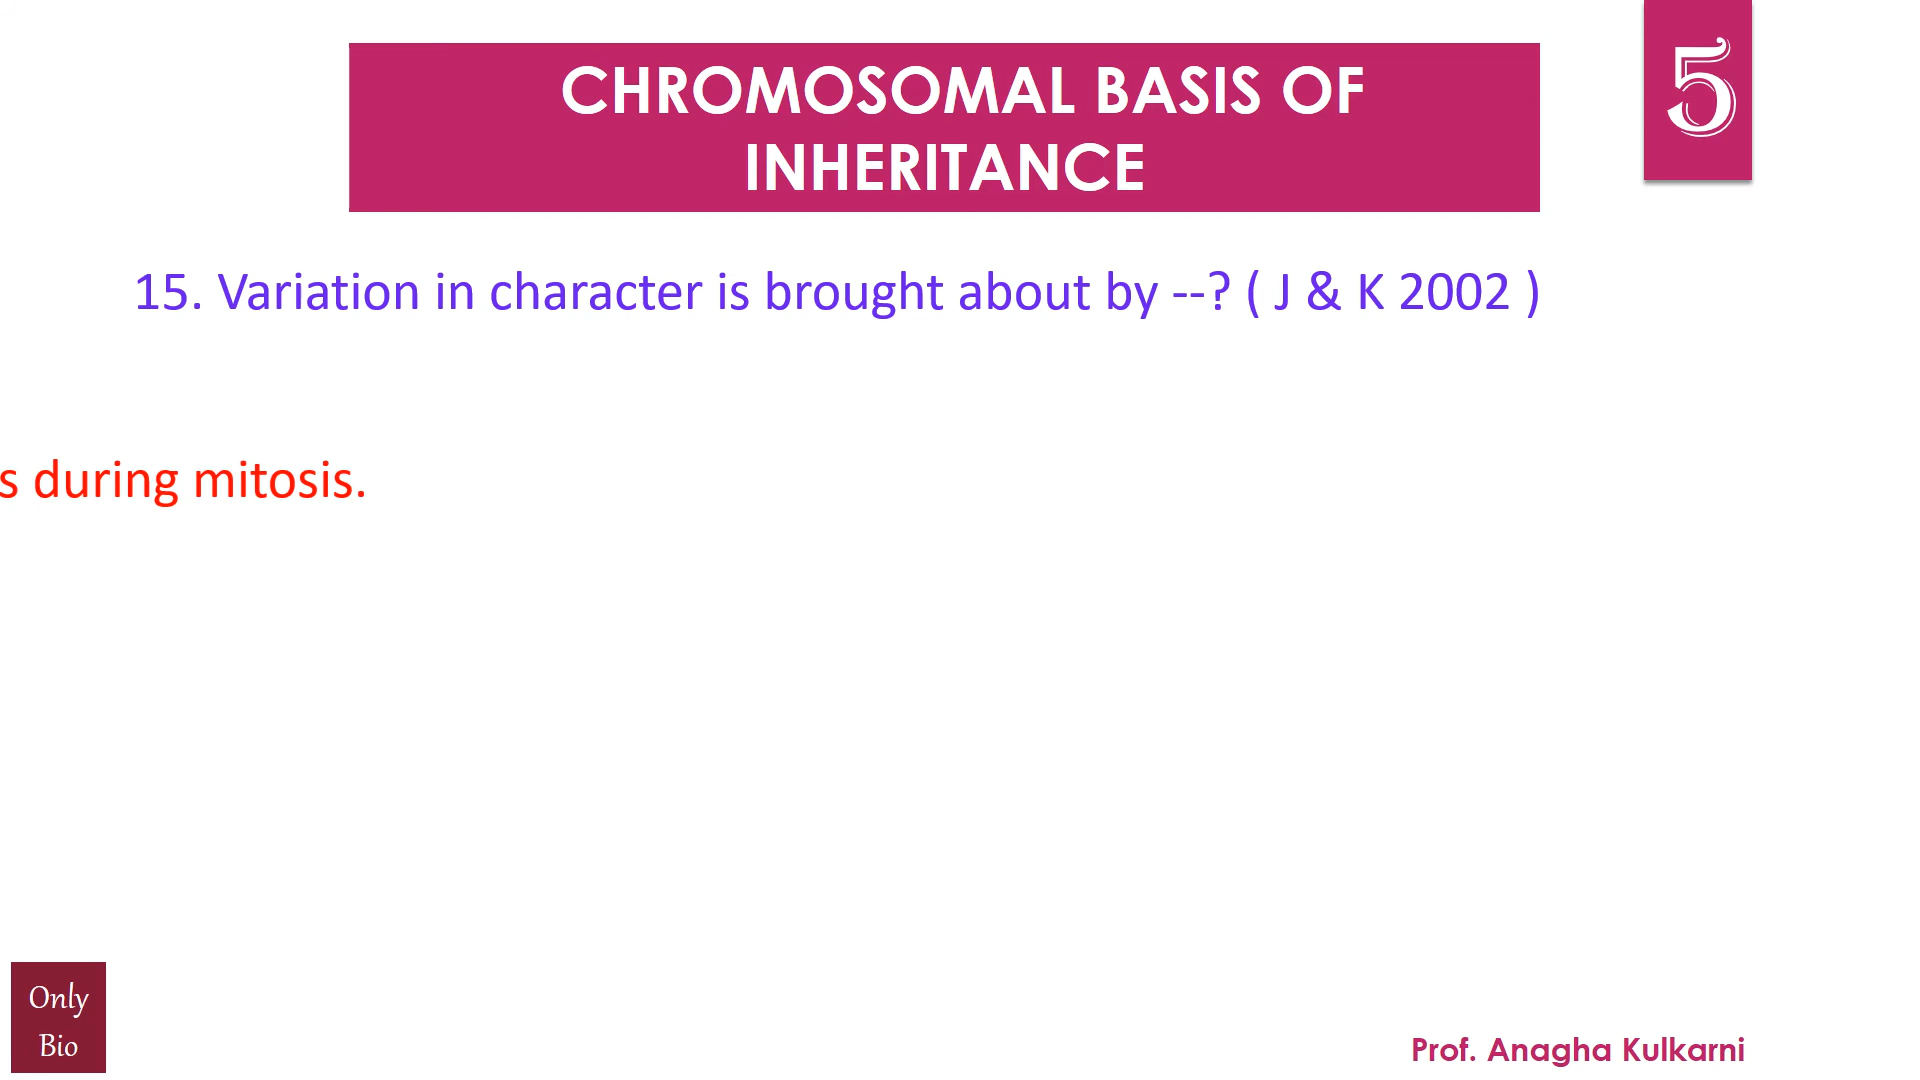 CHROMOSOMAL BASIS OF
INHERITANCE
5
15. Variation in character is brought about by --? ( J & K 2002 )
s during mitosis.
Only
Bio
Prof. Anagha Kulkarni